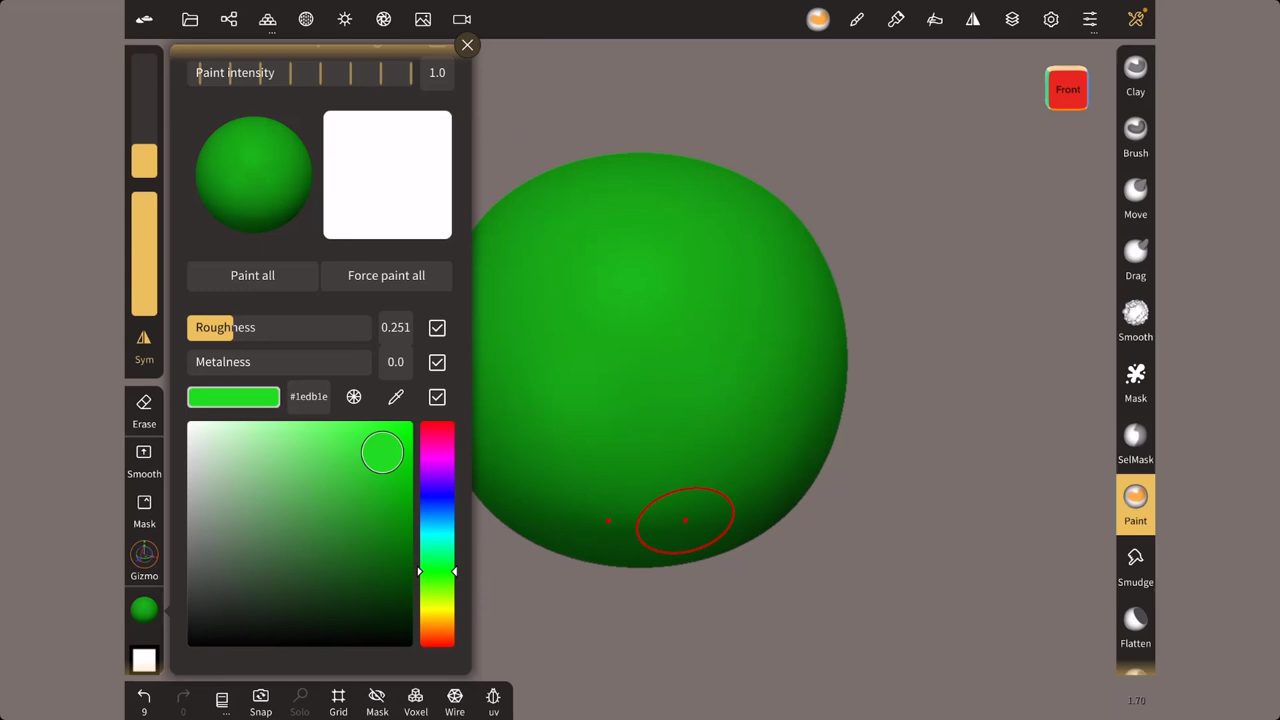 Paint intensity 1.0
Front
Clay
Brush
Move
Drag
Smooth
Mask
SelMask
Paint
Smudge
Flatten
Paint all
Force paint all
Roughness 0.251
Metalness 0.0
#1edb1e
Sym
Erase
Smooth
Mask
Gizmo
9
0
...
Snap
Solo
Grid
Mask
Voxel
Wire
uv
1.70